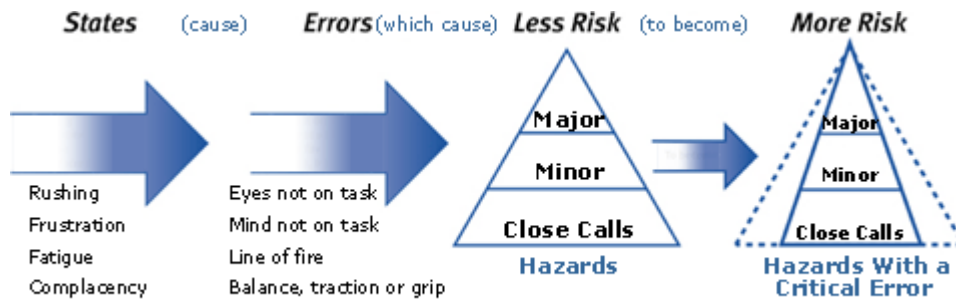 States (cause) Errors (which cause) Less Risk (to become) More Risk
Rushing
Frustration
Fatigue
Complacency
Eyes not on task
Mind not on task
Line of fire
Balance, traction or grip
Major
Minor
Close Calls
Hazards
Major
Minor
Close Calls
Hazards With a
Critical Error